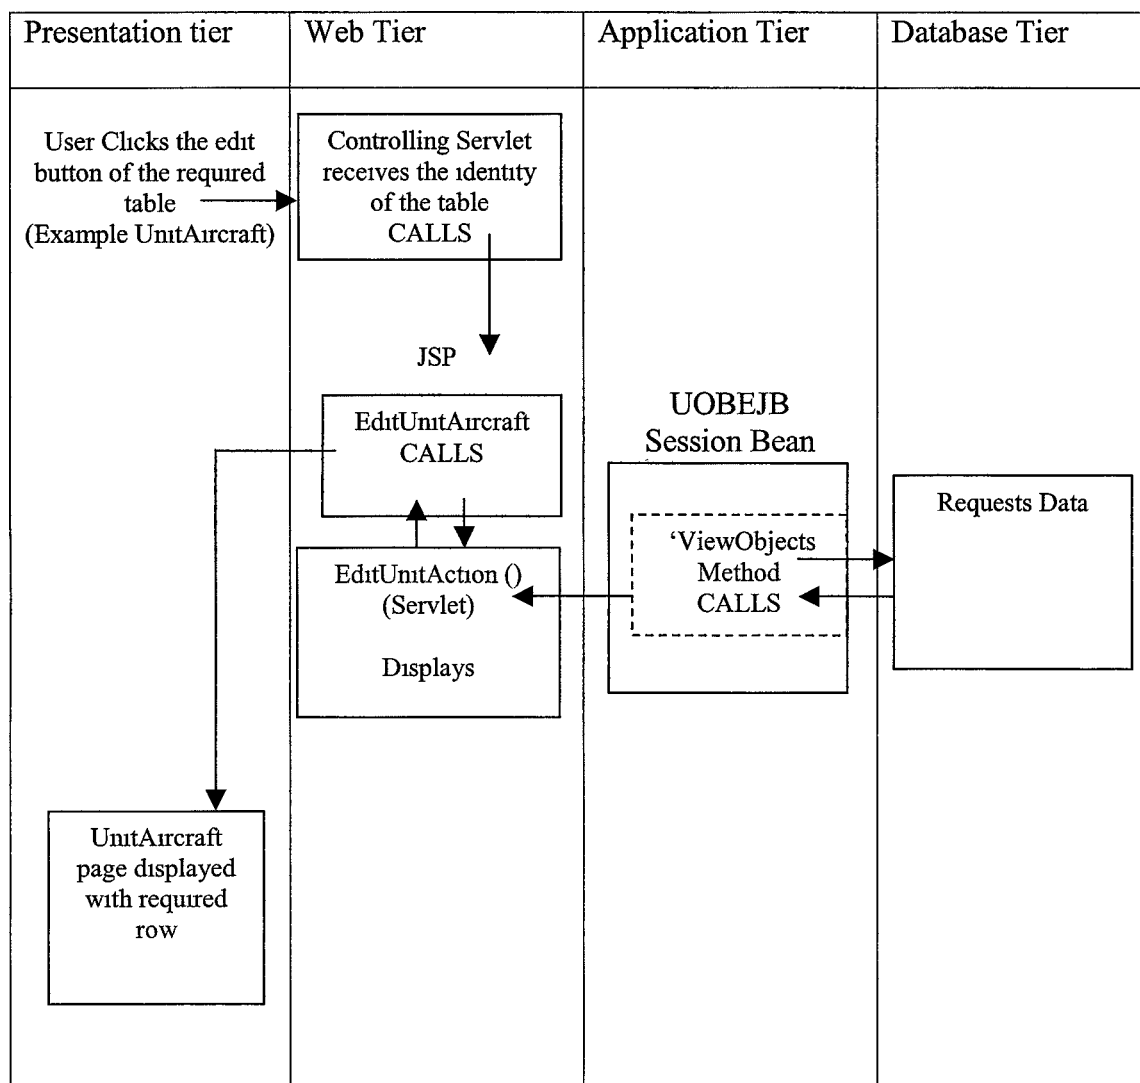 Presentation tier
Web Tier
Application Tier
Database Tier
User Clicks the edit
button of the required
table
(Example UnitAircraft)
Controlling Servlet
receives the identity
of the table
CALLS
JSP
EditUnitAircraft
CALLS
EditUnitAction ()
(Servlet)
Displays
UOBEJB
Session Bean
‘ViewObjects
Method
CALLS
Requests Data
UnitAircraft
page displayed
with required
row